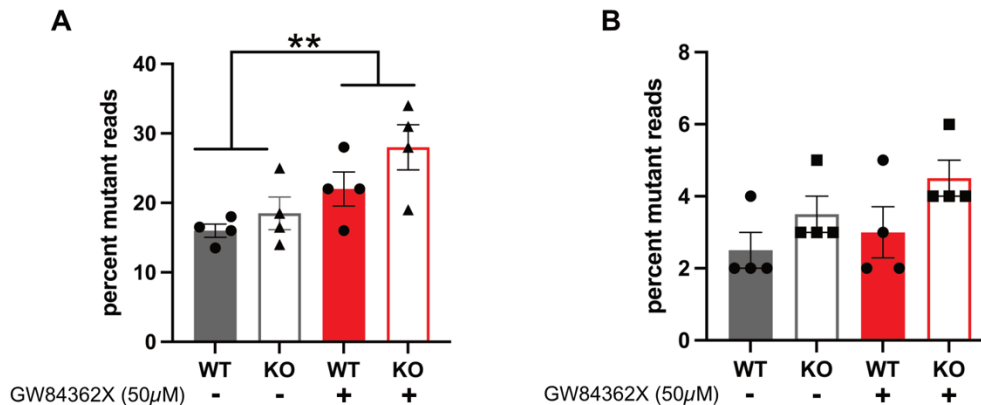 A
**
percent mutant reads
40
30
20
10
0
WT KO WT KO
GW84362X (50µM) - - + +
B
percent mutant reads
8
6
4
2
0
WT KO WT KO
GW84362X (50µM) - - + +